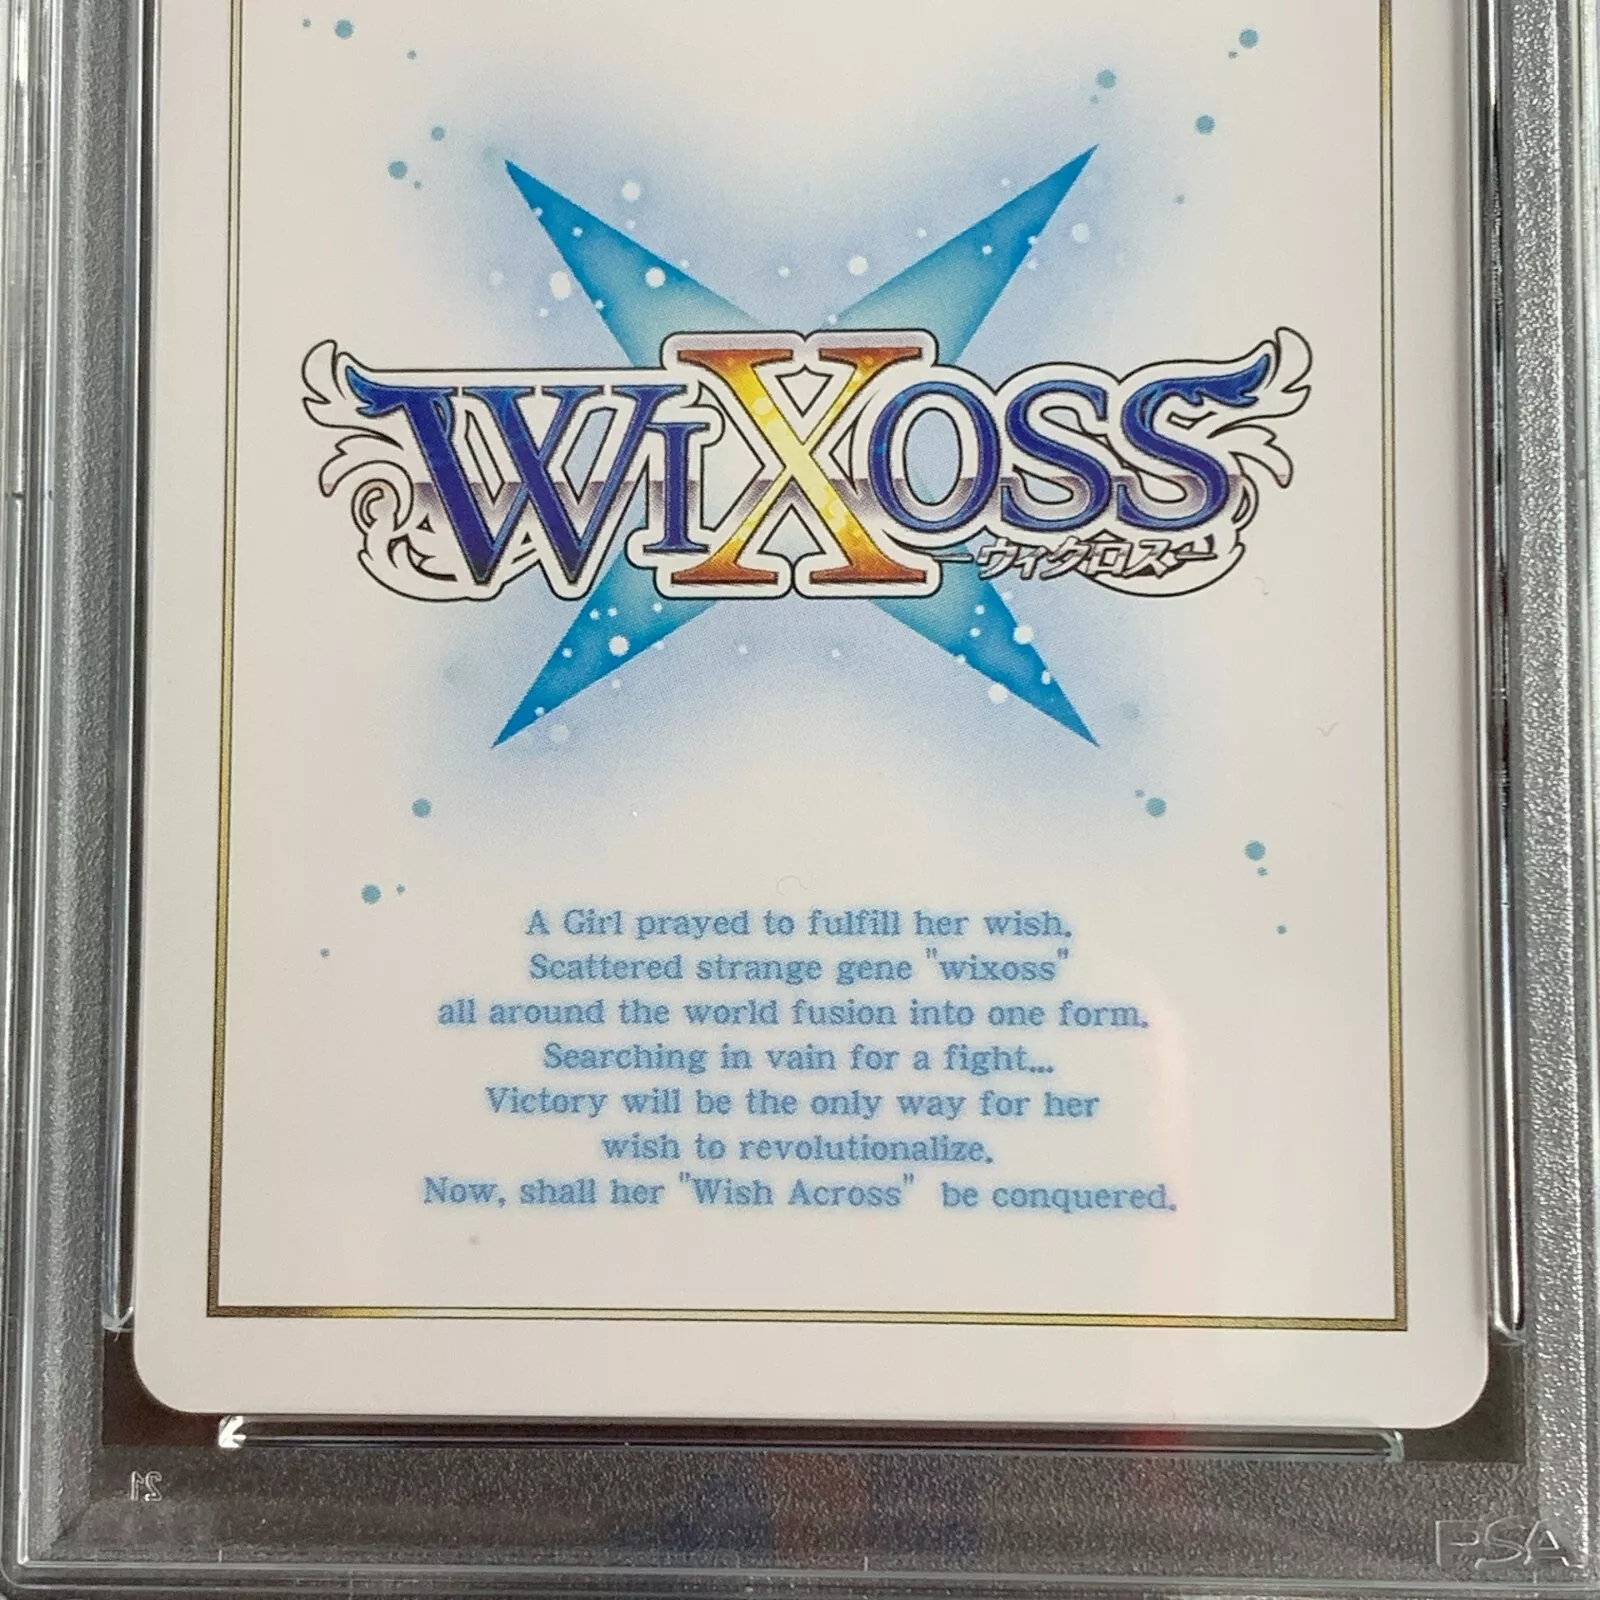 WIXOSS
－ウィクロス－
A Girl prayed to fulfill her wish.
Scattered strange gene "wixoss"
all around the world fusion into one form.
Searching in vain for a fight...
Victory will be the only way for her
wish to revolutionalize.
Now, shall her "Wish Across" be conquered.
21
PSA